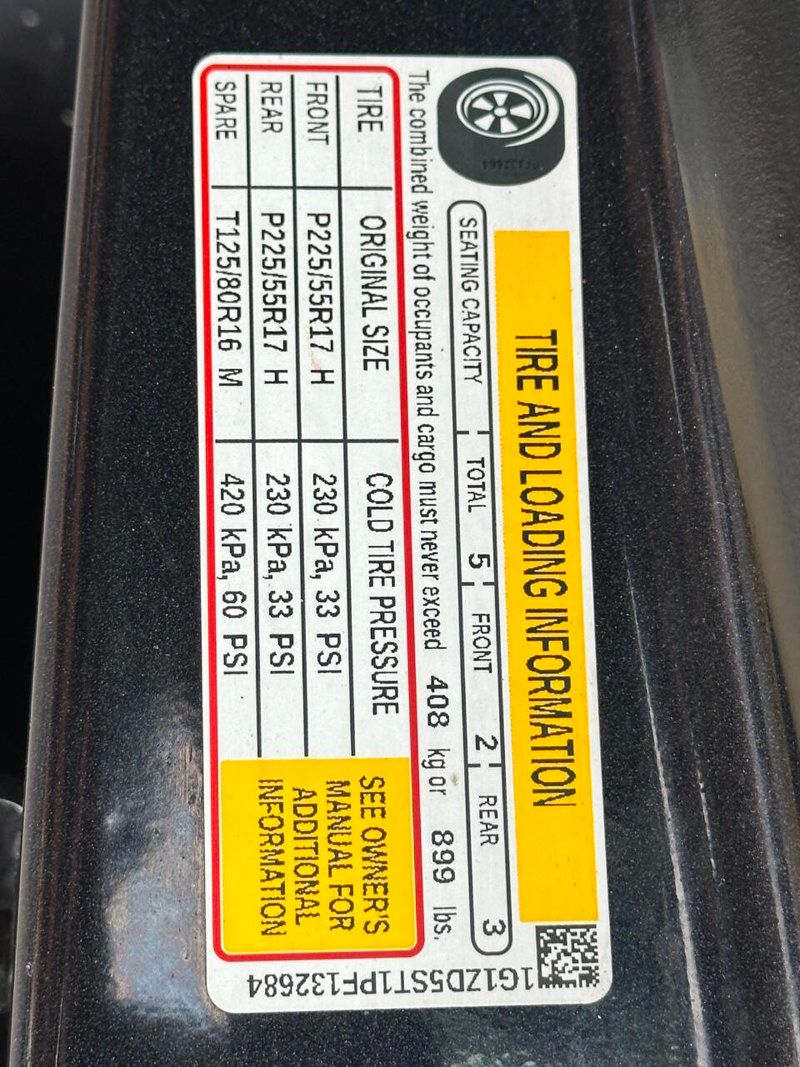 TIRE AND LOADING INFORMATION
SEATING CAPACITY TOTAL 5 FRONT 2 REAR 3
The combined weight of occupants and cargo must never exceed 408 kg or 899 lbs.
TIRE ORIGINAL SIZE COLD TIRE PRESSURE
FRONT P225/55R17 H 230 kPa, 33 PSI
REAR P225/55R17 H 230 kPa, 33 PSI
SPARE T125/80R16 M 420 kPa, 60 PSI
SEE OWNER'S
MANUAL FOR
ADDITIONAL
INFORMATION
1G1ZD5ST1PF132684